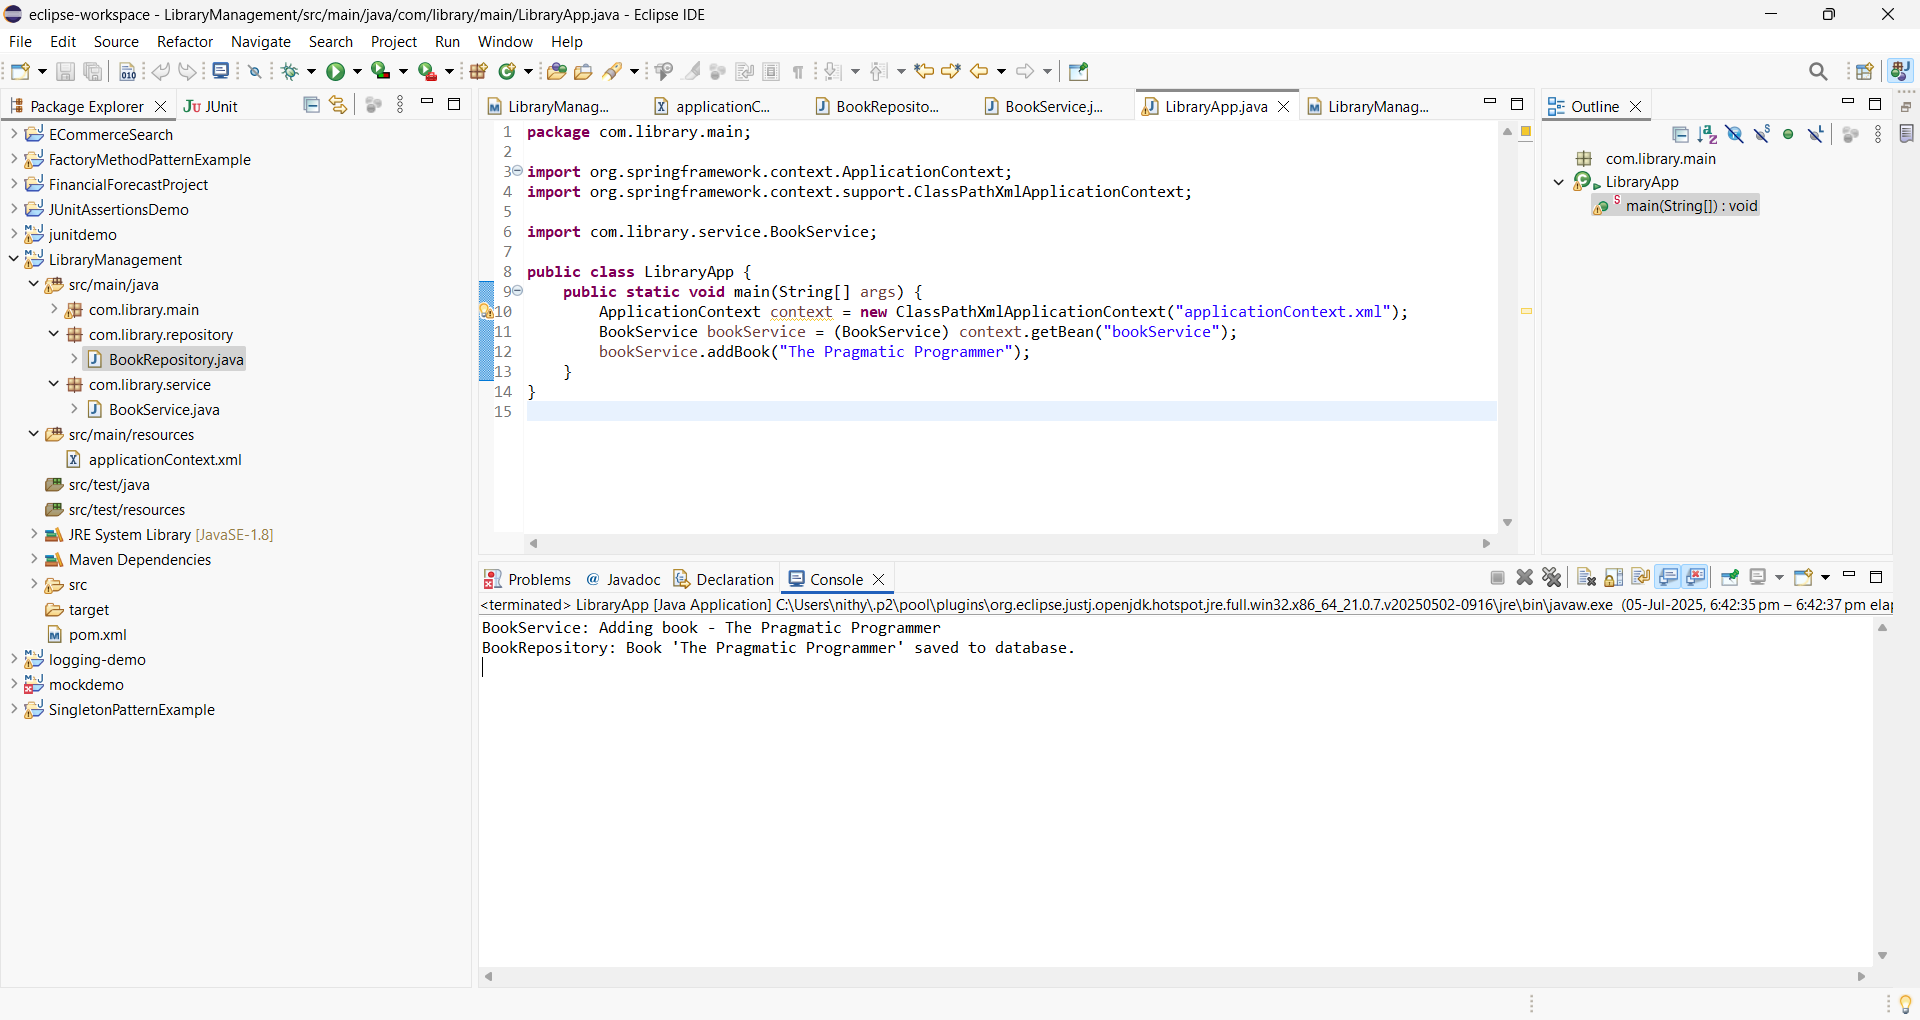 eclipse-workspace - LibraryManagement/src/main/java/com/library/main/LibraryApp.java - Eclipse IDE
File Edit Source Refactor Navigate Search Project Run Window Help
Package Explorer
JUnit
ECommerceSearch
FactoryMethodPatternExample
FinancialForecastProject
JUnitAssertionsDemo
junitdemo
LibraryManagement
src/main/java
com.library.main
com.library.repository
BookRepository.java
com.library.service
BookService.java
src/main/resources
applicationContext.xml
src/test/java
src/test/resources
JRE System Library [JavaSE-1.8]
Maven Dependencies
src
target
pom.xml
logging-demo
mockdemo
SingletonPatternExample
LibraryManag... applicationC... BookReposito... BookService.j... LibraryApp.java LibraryManag...
1 package com.library.main;
2
3 import org.springframework.context.ApplicationContext;
4 import org.springframework.context.support.ClassPathXmlApplicationContext;
5
6 import com.library.service.BookService;
7
8 public class LibraryApp {
9 public static void main(String[] args) {
10 ApplicationContext context = new ClassPathXmlApplicationContext("applicationContext.xml");
11 BookService bookService = (BookService) context.getBean("bookService");
12 bookService.addBook("The Pragmatic Programmer");
13 }
14 }
15
Outline
com.library.main
LibraryApp
main(String[]) : void
Problems Javadoc Declaration Console
<terminated> LibraryApp [Java Application] C:\Users\nithy\.p2\pool\plugins\org.eclipse.justj.openjdk.hotspot.jre.full.win32.x86_64_21.0.7.v20250502-0916\jre\bin\javaw.exe (05-Jul-2025, 6:42:35 pm – 6:42:37 pm elap
BookService: Adding book - The Pragmatic Programmer
BookRepository: Book 'The Pragmatic Programmer' saved to database.